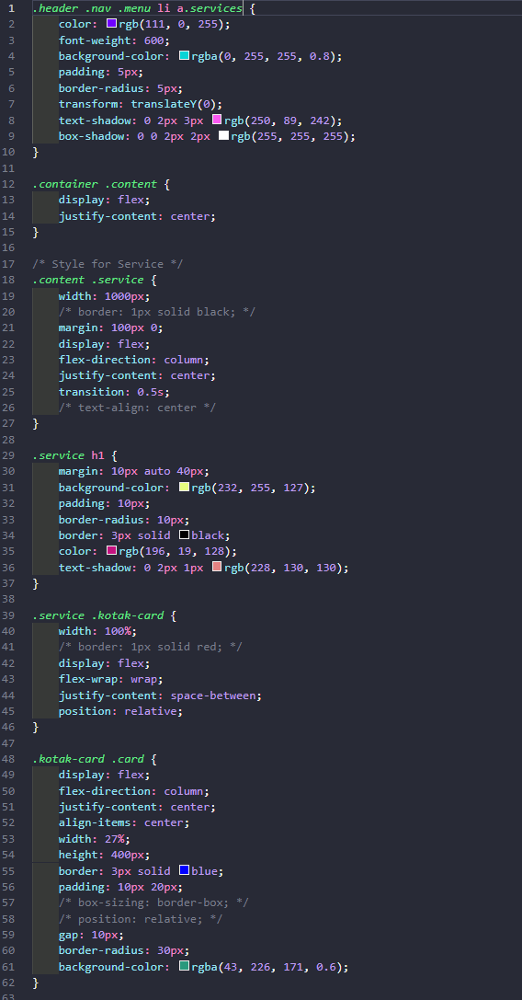 1 .header .nav .menu li a.services {
2     color: rgb(111, 0, 255);
3     font-weight: 600;
4     background-color: rgba(0, 255, 255, 0.8);
5     padding: 5px;
6     border-radius: 5px;
7     transform: translateY(0);
8     text-shadow: 0 2px 3px rgb(250, 89, 242);
9     box-shadow: 0 0 2px 2px rgb(255, 255, 255);
10 }
11
12 .container .content {
13     display: flex;
14     justify-content: center;
15 }
16
17 /* Style for Service */
18 .content .service {
19     width: 1000px;
20     /* border: 1px solid black; */
21     margin: 100px 0;
22     display: flex;
23     flex-direction: column;
24     justify-content: center;
25     transition: 0.5s;
26     /* text-align: center */
27 }
28
29 .service h1 {
30     margin: 10px auto 40px;
31     background-color: rgb(232, 255, 127);
32     padding: 10px;
33     border-radius: 10px;
34     border: 3px solid black;
35     color: rgb(196, 19, 128);
36     text-shadow: 0 2px 1px rgb(228, 130, 130);
37 }
38
39 .service .kotak-card {
40     width: 100%;
41     /* border: 1px solid red; */
42     display: flex;
43     flex-wrap: wrap;
44     justify-content: space-between;
45     position: relative;
46 }
47
48 .kotak-card .card {
49     display: flex;
50     flex-direction: column;
51     justify-content: center;
52     align-items: center;
53     width: 27%;
54     height: 400px;
55     border: 3px solid blue;
56     padding: 10px 20px;
57     /* box-sizing: border-box; */
58     /* position: relative; */
59     gap: 10px;
60     border-radius: 30px;
61     background-color: rgba(43, 226, 171, 0.6);
62 }
63